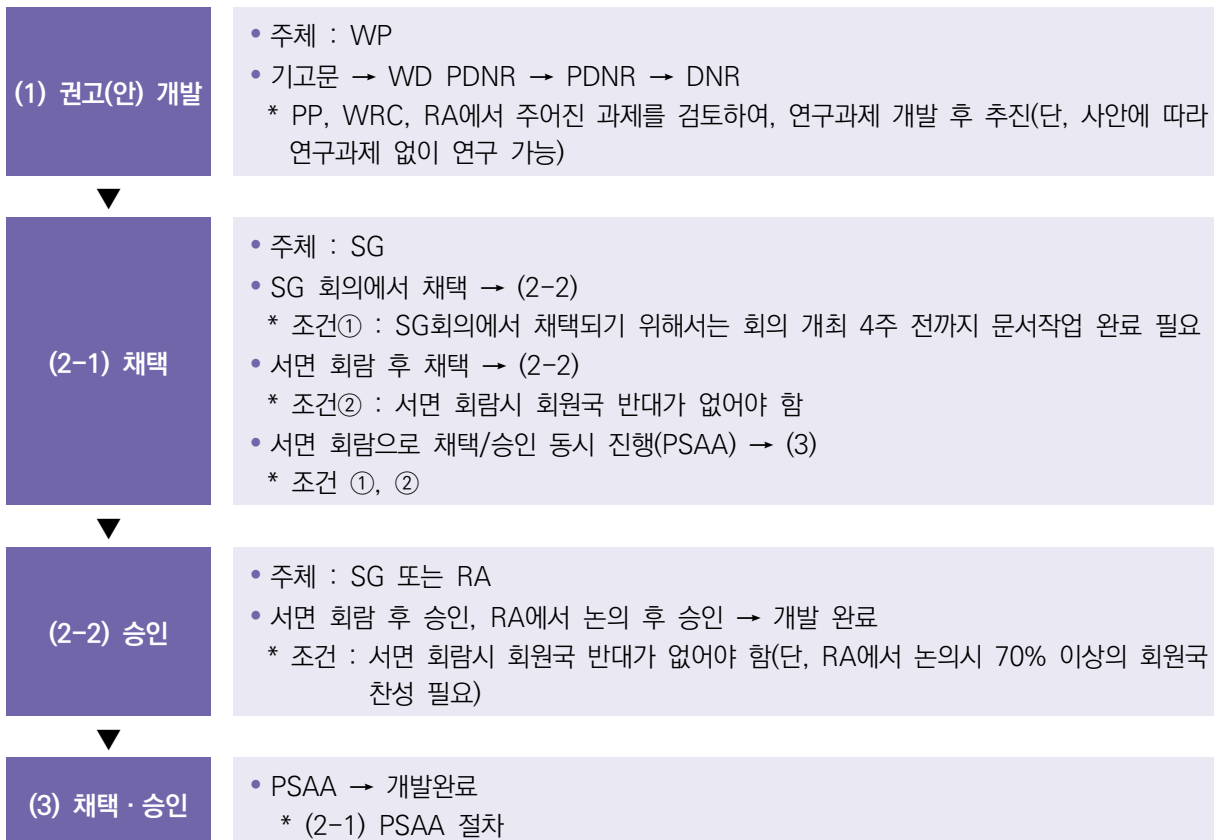 (1) 권고(안) 개발
• 주체 : WP
• 기고문 → WD PDNR → PDNR → DNR
* PP, WRC, RA에서 주어진 과제를 검토하여, 연구과제 개발 후 추진(단, 사안에 따라
연구과제 없이 연구 가능)
▼
(2-1) 채택
• 주체 : SG
• SG 회의에서 채택 → (2-2)
* 조건① : SG회의에서 채택되기 위해서는 회의 개최 4주 전까지 문서작업 완료 필요
• 서면 회람 후 채택 → (2-2)
* 조건② : 서면 회람시 회원국 반대가 없어야 함
• 서면 회람으로 채택/승인 동시 진행(PSAA) → (3)
* 조건 ①, ②
▼
(2-2) 승인
• 주체 : SG 또는 RA
• 서면 회람 후 승인, RA에서 논의 후 승인 → 개발 완료
* 조건 : 서면 회람시 회원국 반대가 없어야 함(단, RA에서 논의시 70% 이상의 회원국
찬성 필요)
▼
(3) 채택·승인
• PSAA → 개발완료
* (2-1) PSAA 절차